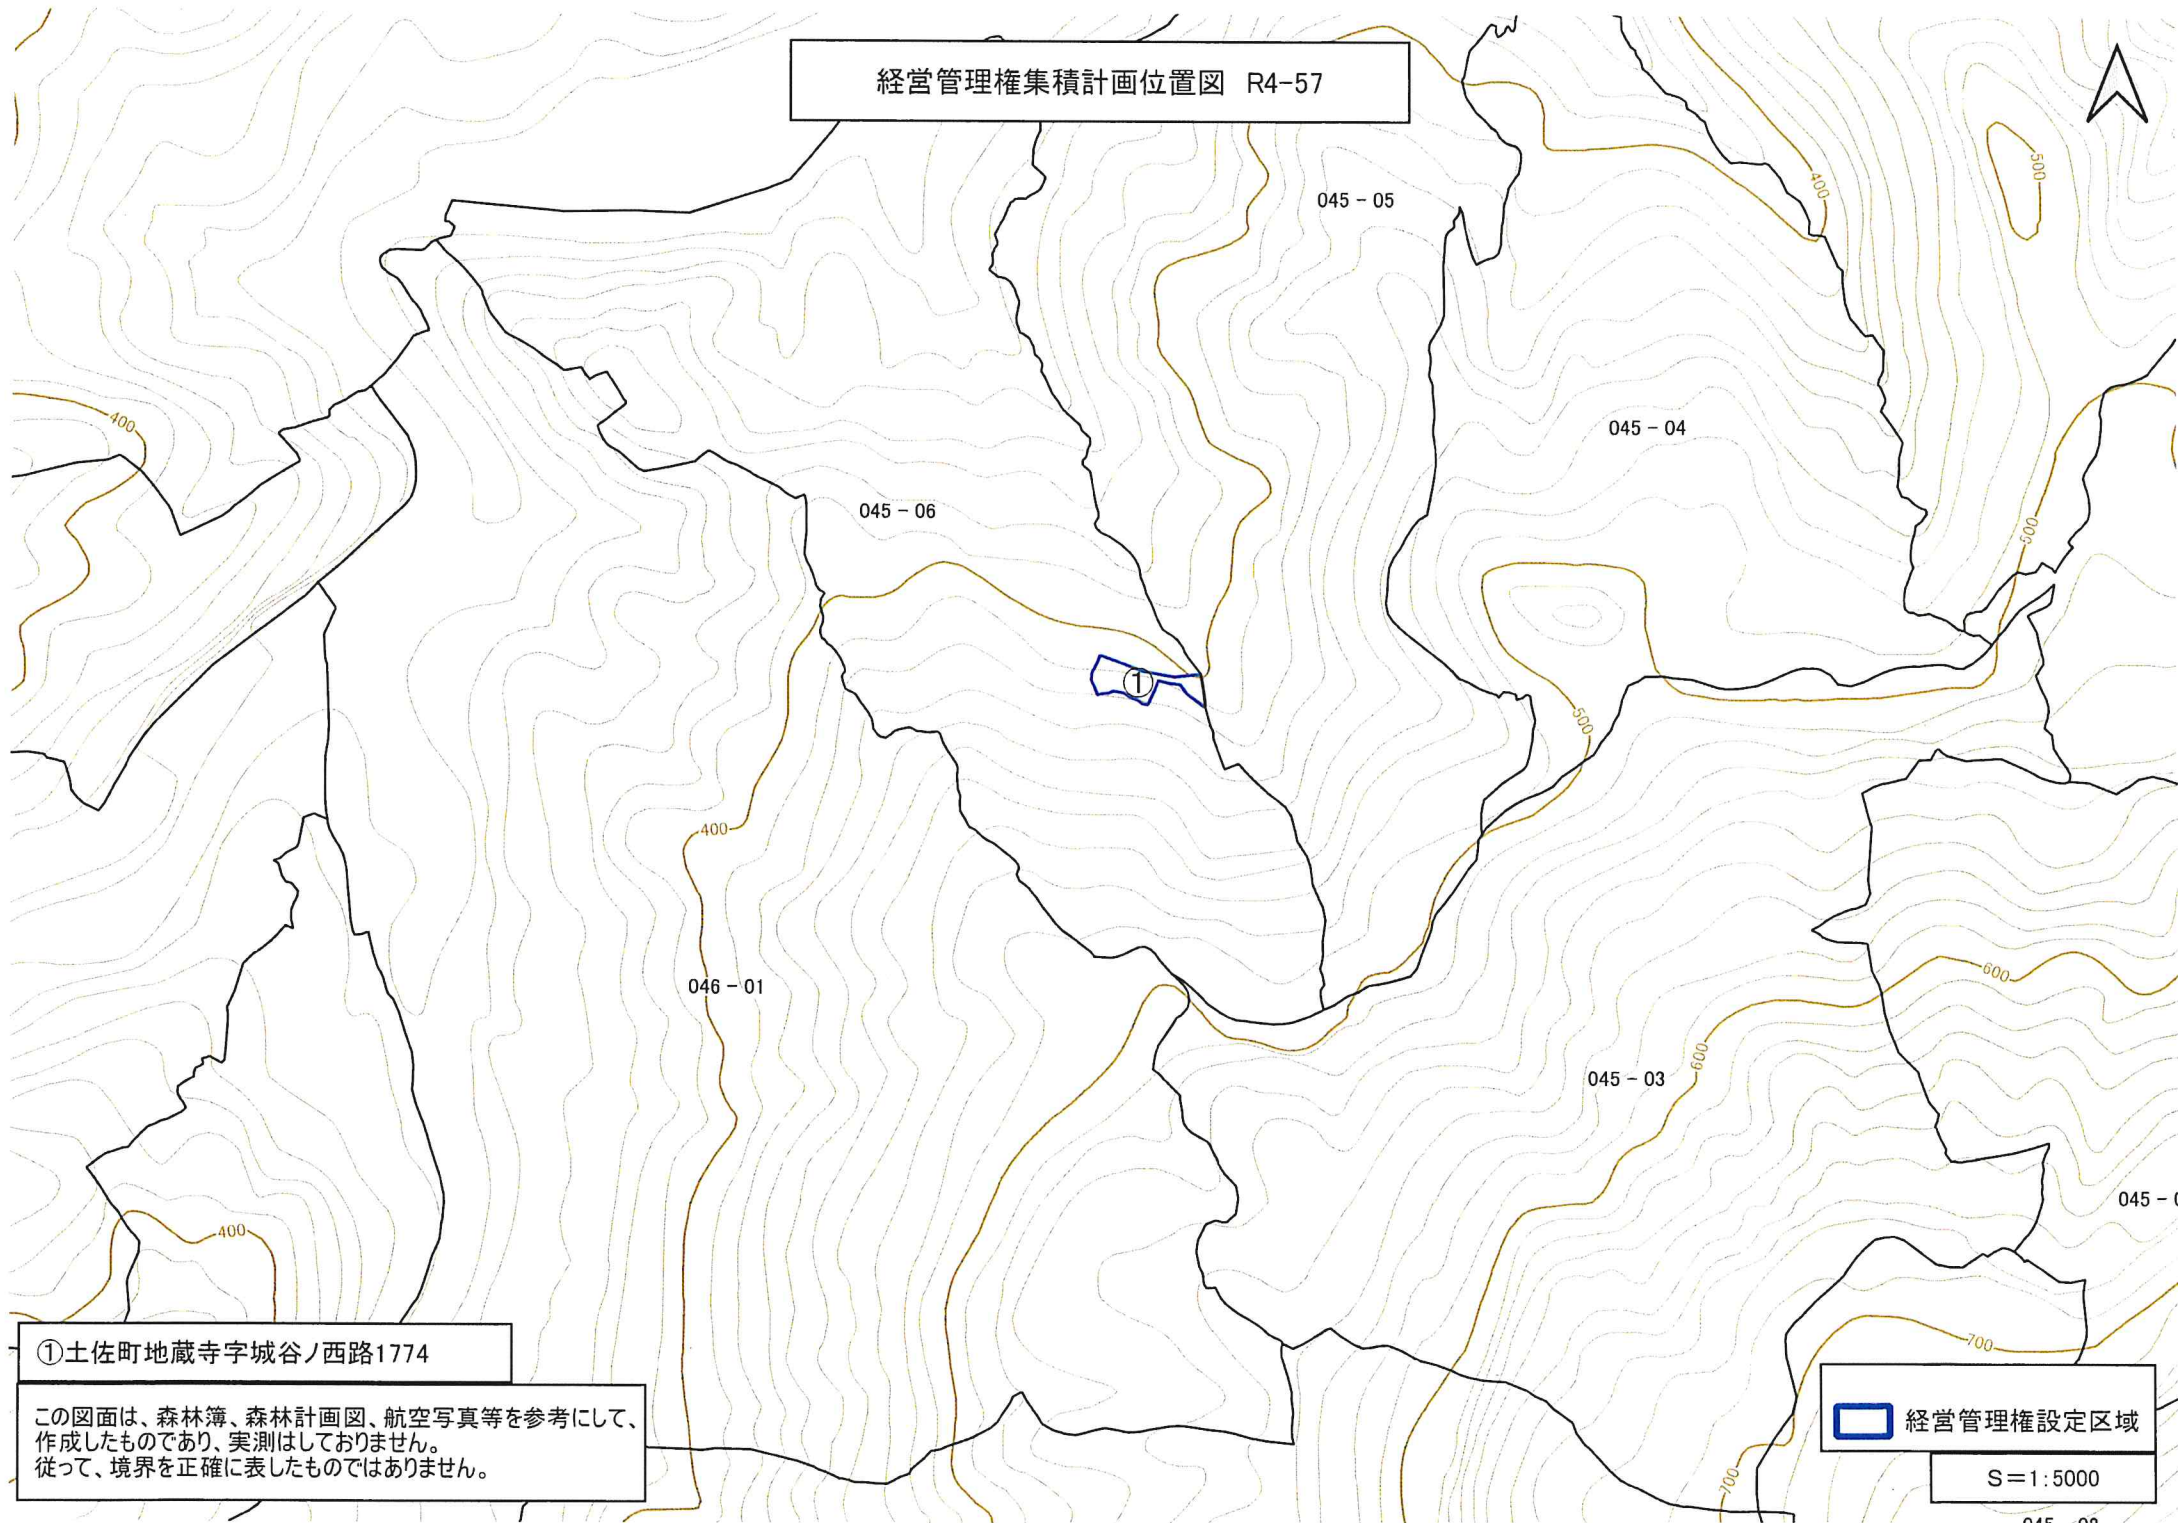 経営管理権集積計画位置図 R4-57
500
400
045 - 05
400
045 - 04
500
045 - 06
①
500
400
600
046 - 01
600
045 - 03
045 - 0
400
700
①土佐町地蔵寺字城谷ノ西路1774
この図面は、森林簿、森林計画図、航空写真等を参考にして、
作成したものであり、実測はしておりません。
従って、境界を正確に表したものではありません。
経営管理権設定区域
700
S=1:5000